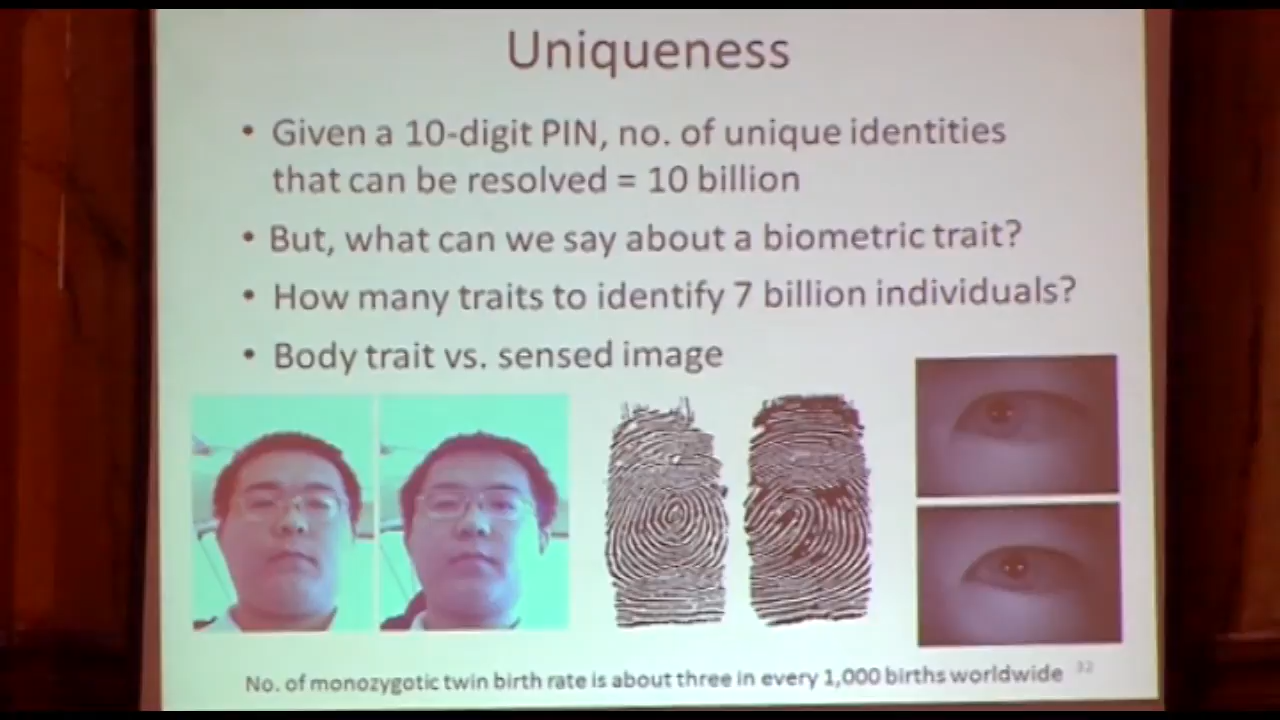 Uniqueness
• Given a 10-digit PIN, no. of unique identities
that can be resolved = 10 billion
• But, what can we say about a biometric trait?
• How many traits to identify 7 billion individuals?
• Body trait vs. sensed image
No. of monozygotic twin birth rate is about three in every 1,000 births worldwide
32